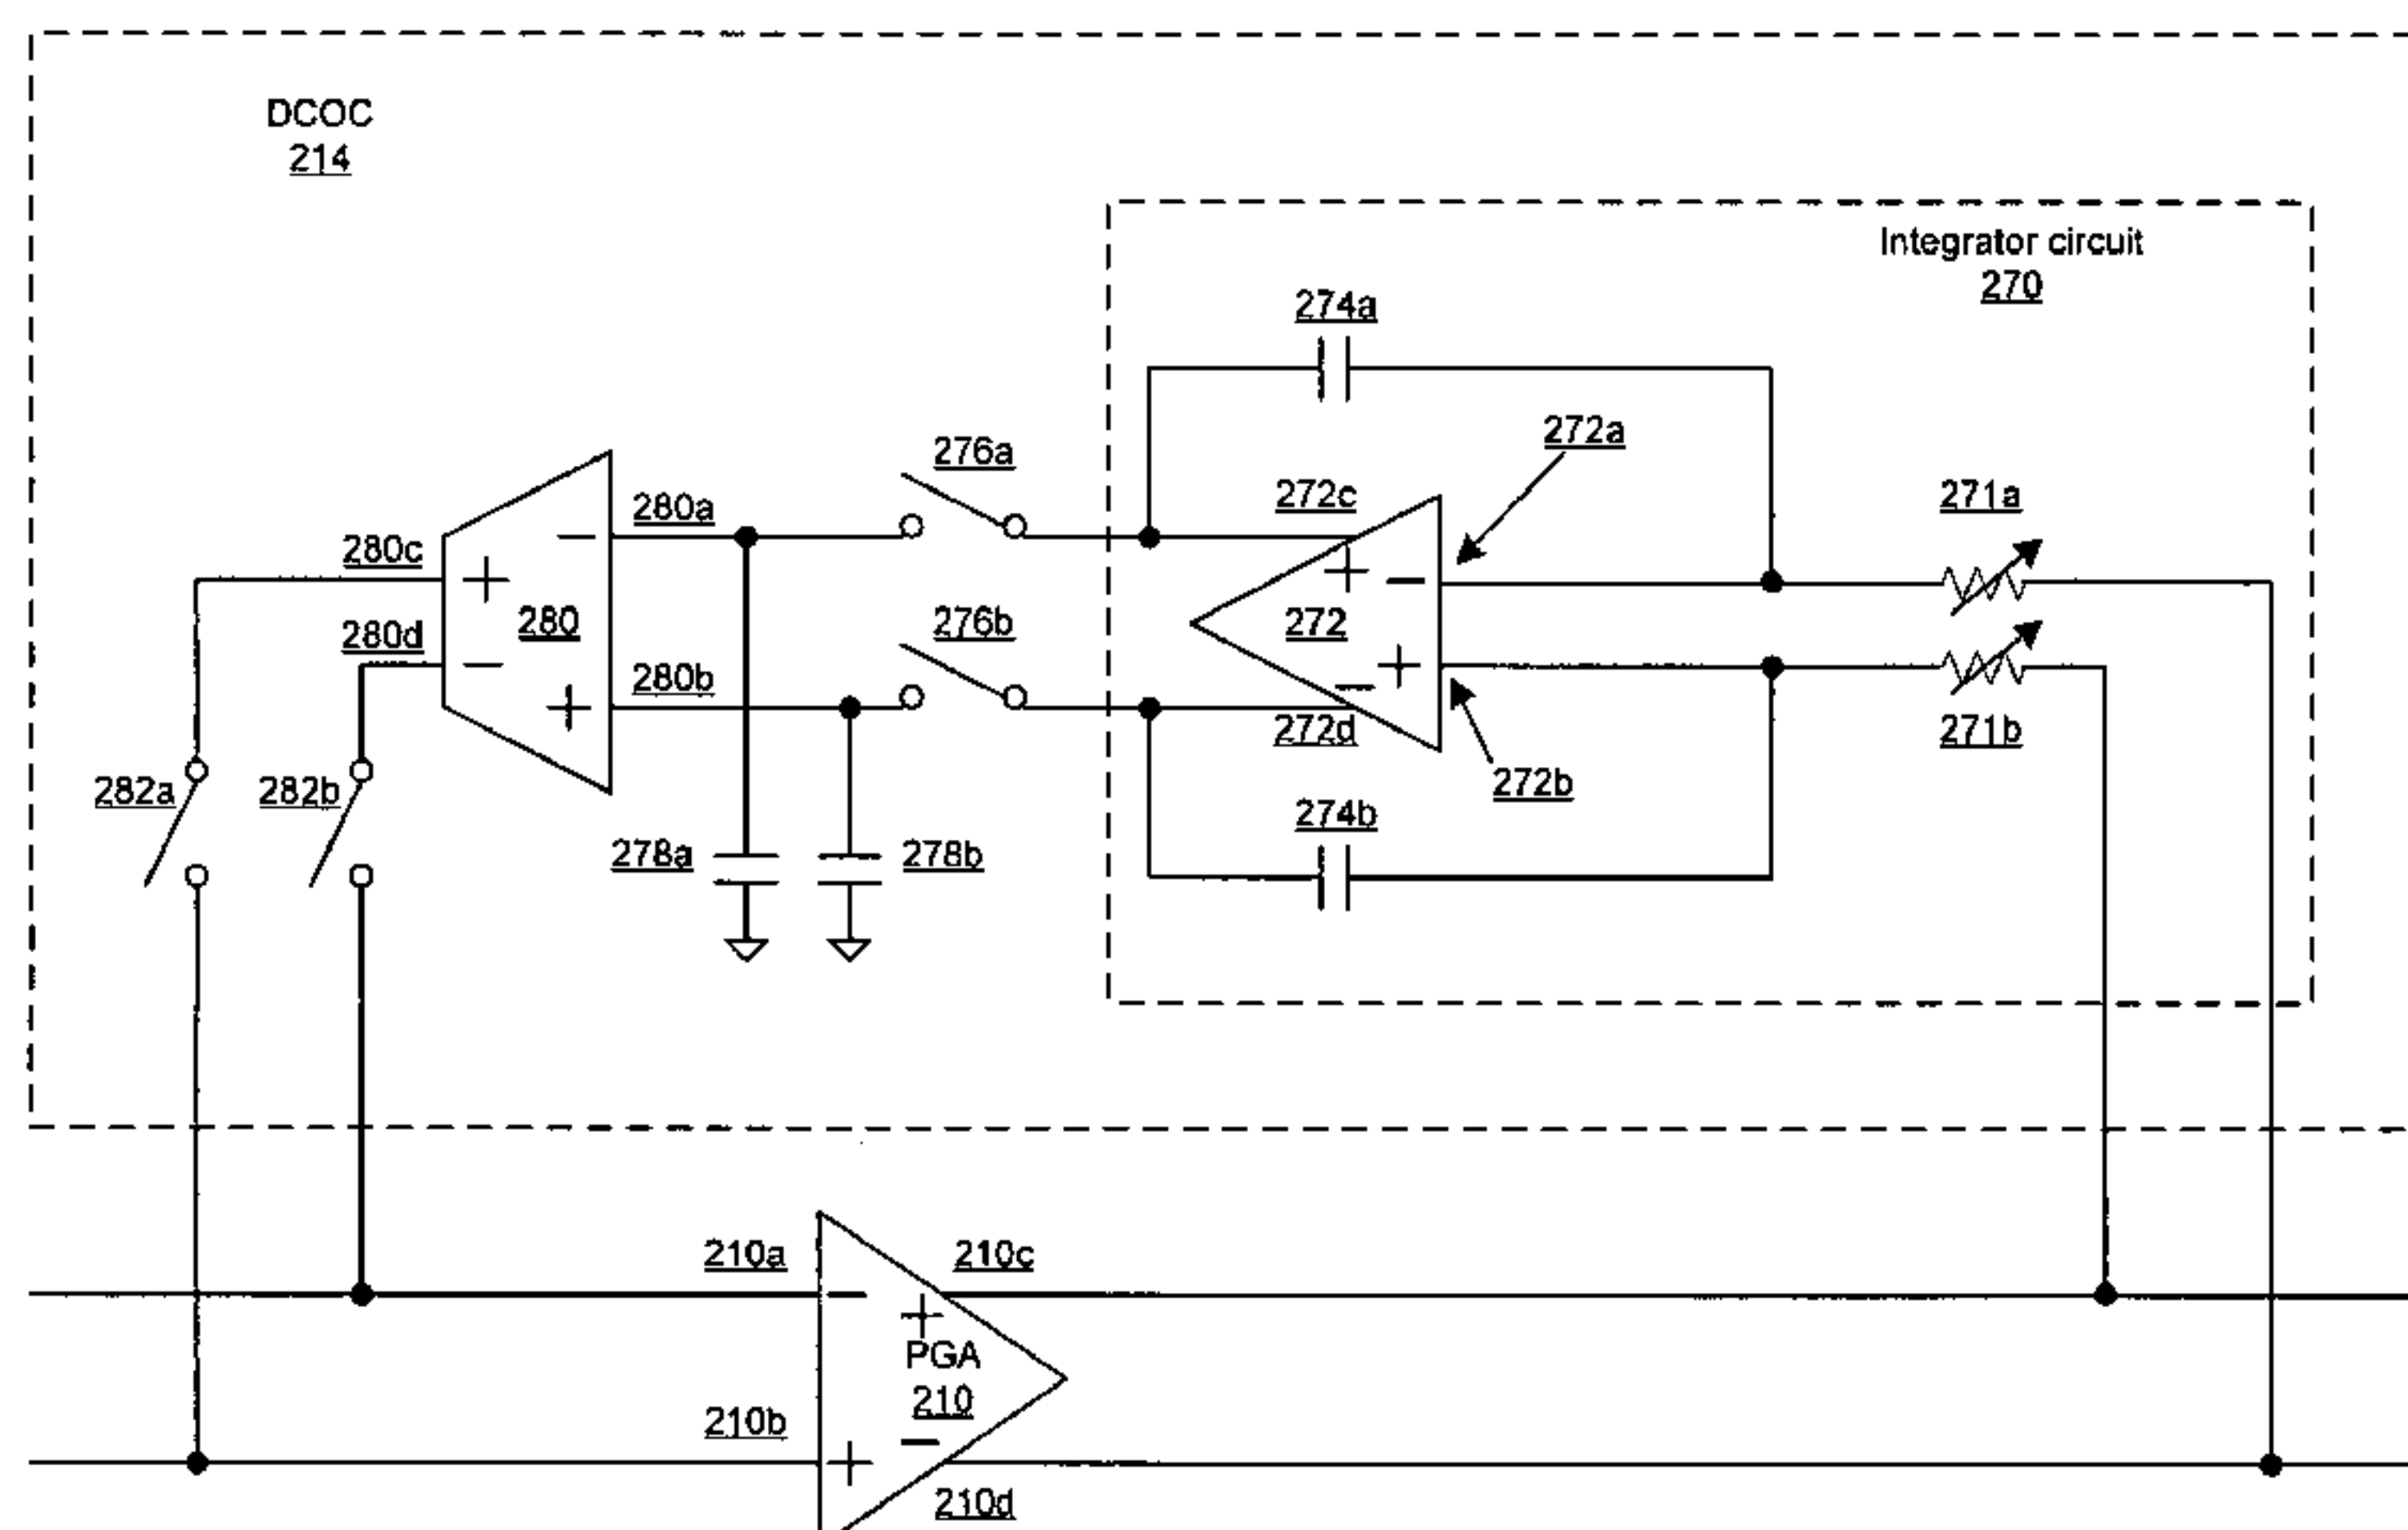 DCOC
214
Integrator circuit
270
274a
272a
276a
272c
271a
280a
280c
280
276b
272
280d
280b
272d
271b
272b
282a
282b
274b
278a
278b
210a
210c
PGA
210
210b
210d